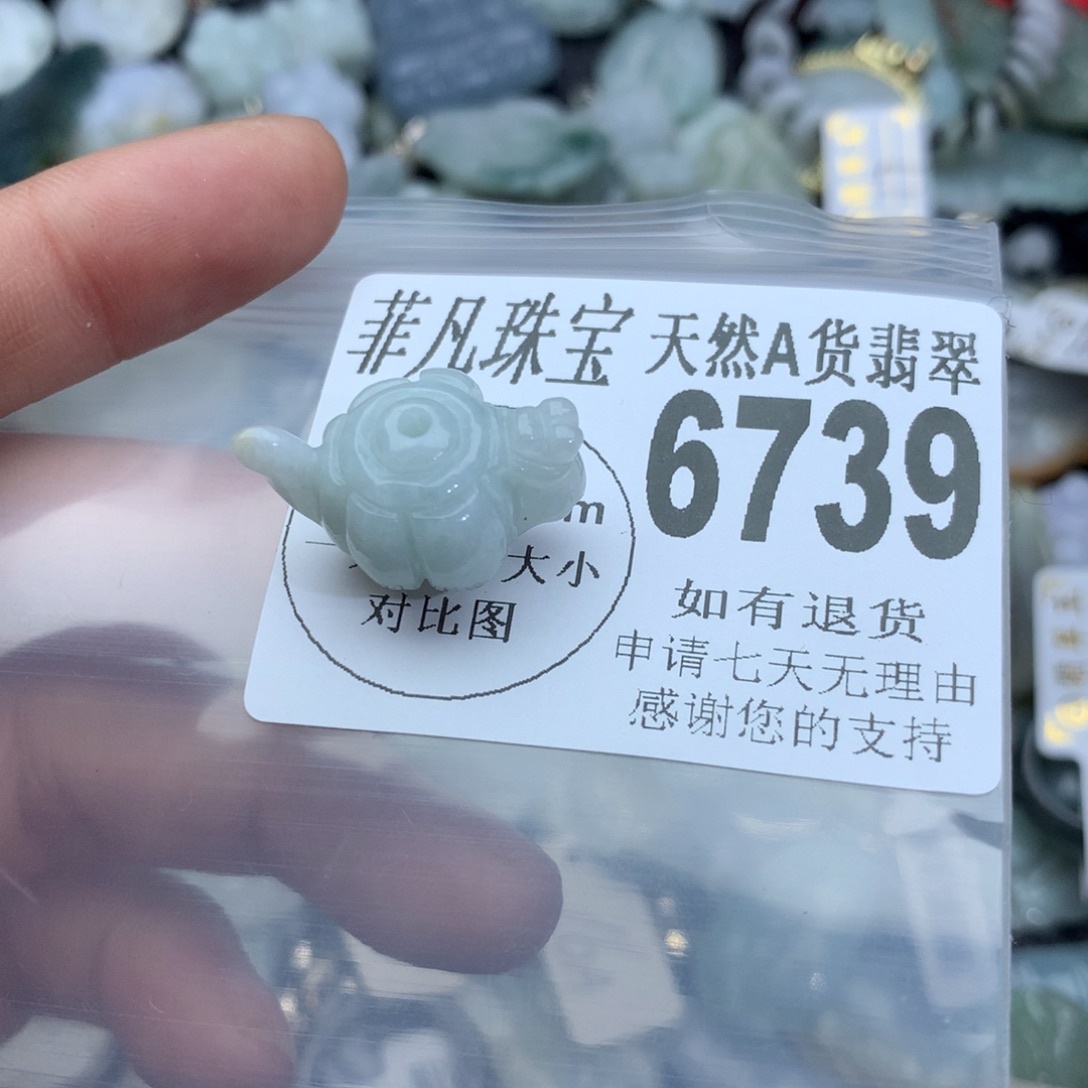 菲凡珠宝 天然A货翡翠
6739
m
大小
对比图
如有退货
申请七天无理由
感谢您的支持